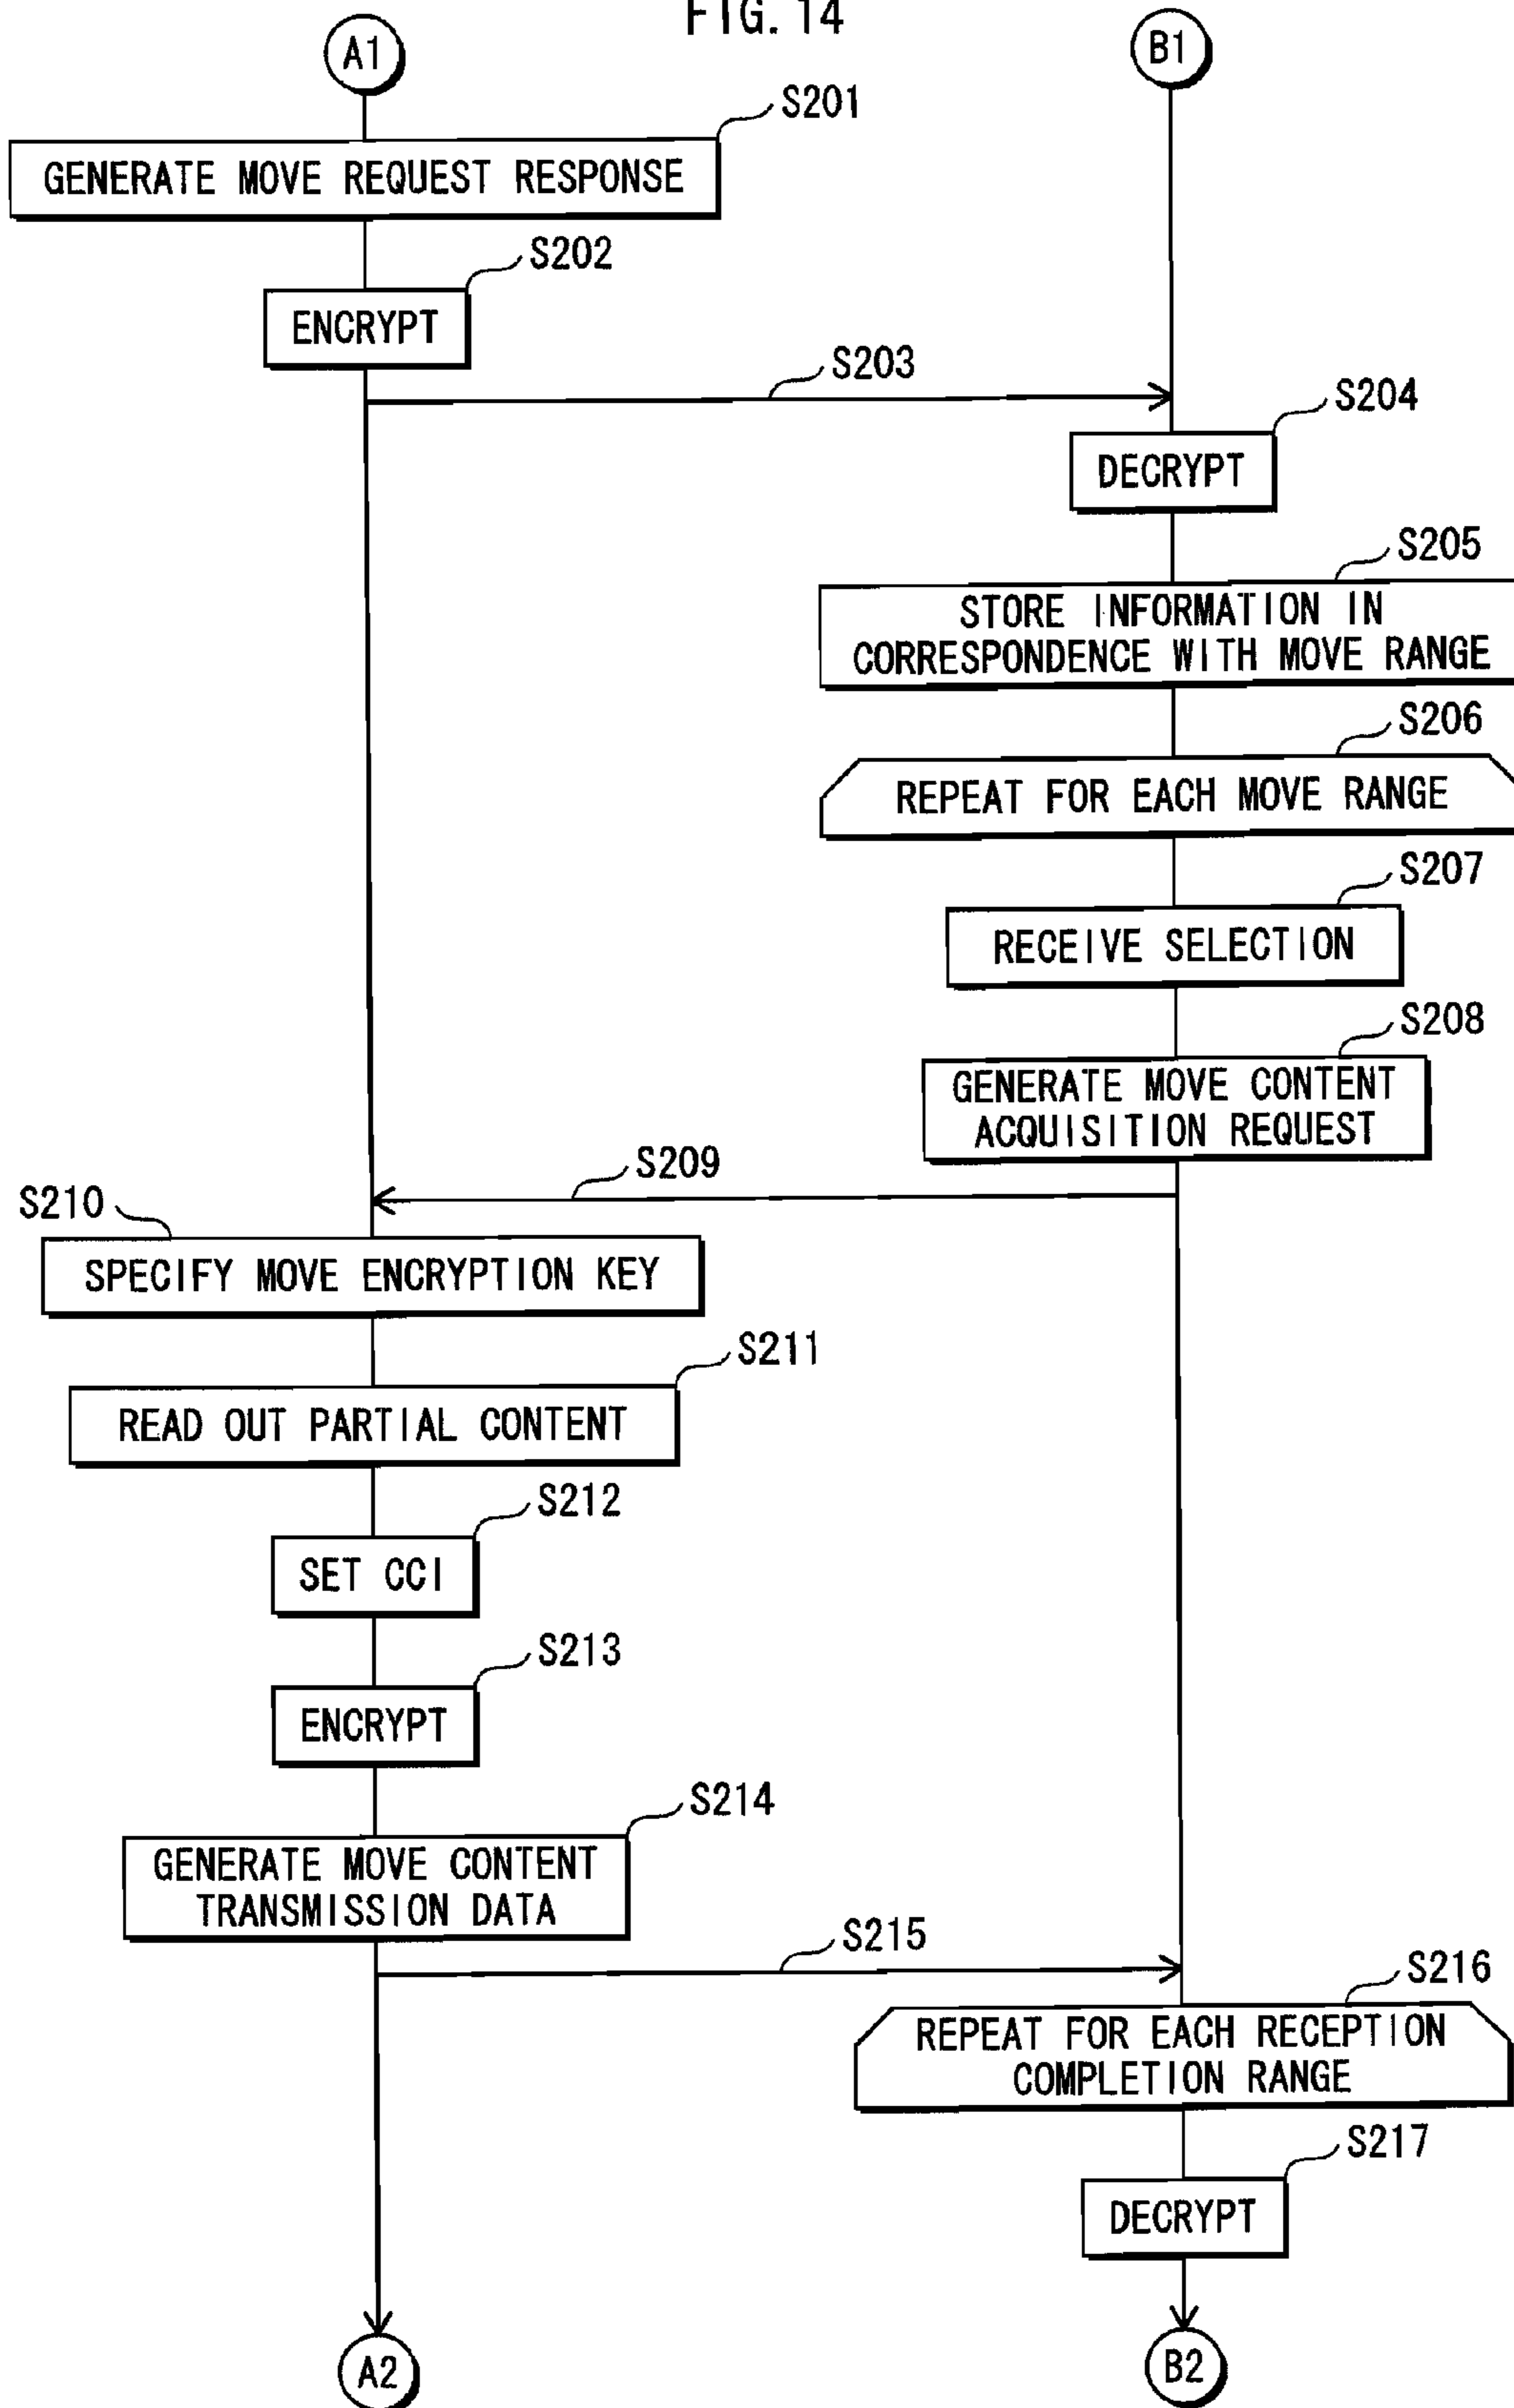 FIG. 14
A1
B1
S201
GENERATE MOVE REQUEST RESPONSE
S202
ENCRYPT
S203
S204
DECRYPT
S205
STORE INFORMATION IN
CORRESPONDENCE WITH MOVE RANGE
S206
REPEAT FOR EACH MOVE RANGE
S207
RECEIVE SELECTION
S208
GENERATE MOVE CONTENT
ACQUISITION REQUEST
S209
S210
SPECIFY MOVE ENCRYPTION KEY
S211
READ OUT PARTIAL CONTENT
S212
SET CCI
S213
ENCRYPT
S214
GENERATE MOVE CONTENT
TRANSMISSION DATA
S215
S216
REPEAT FOR EACH RECEPTION
COMPLETION RANGE
S217
DECRYPT
A2
B2